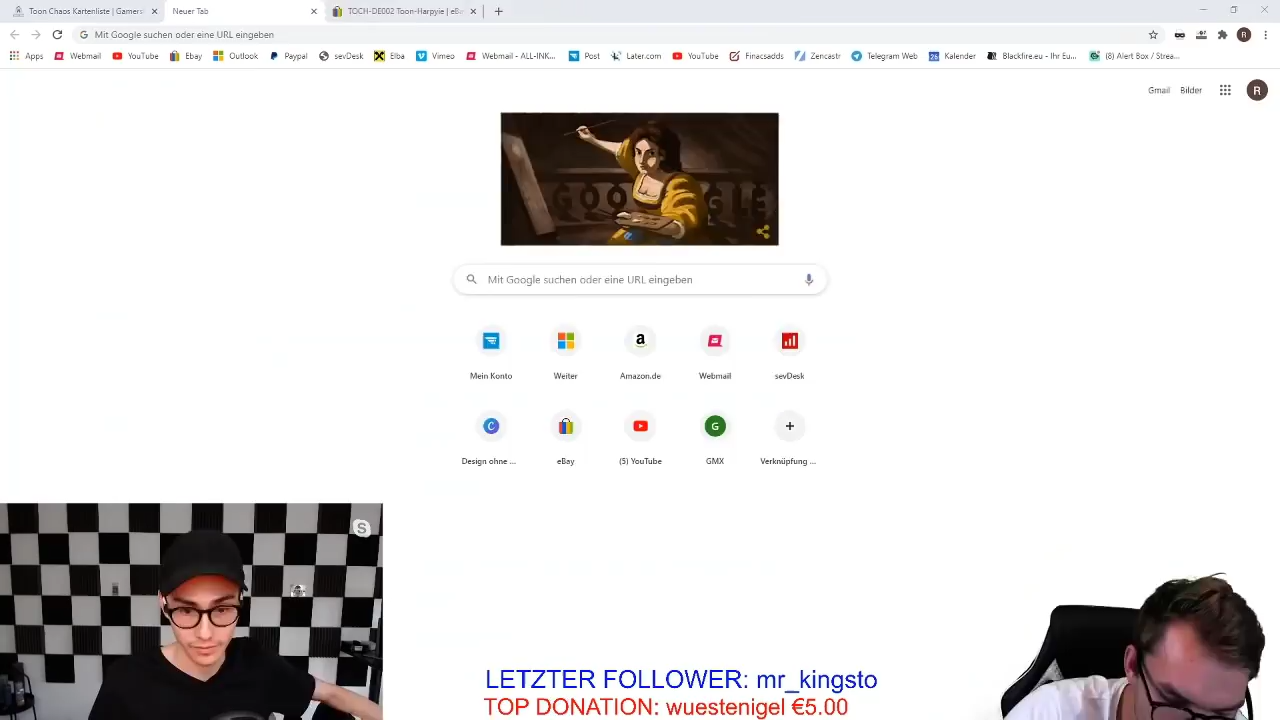 Toon Chaos Kartenliste | Gamers
Neuer Tab
TOCH-DE002 Toon-Harpyie | eB
Mit Google suchen oder eine URL eingeben
R
Apps
Webmail
YouTube
Ebay
Outlook
Paypal
sevDesk
Elba
Vimeo
Webmail - ALL-INK...
Post
Later.com
YouTube
Finacsadds
Zencastr
Telegram Web
26
Kalender
Blackfire.eu - Ihr Eu...
(8) Alert Box / Strea...
Gmail
Bilder
R
GOOGLE
Mit Google suchen oder eine URL eingeben
Mein Konto
Weiter
Amazon.de
Webmail
sevDesk
Design ohne ...
eBay
(5) YouTube
G
GMX
Verknüpfung ...
LETZTER FOLLOWER: mr_kingsto
TOP DONATION: wuestenigel €5.00